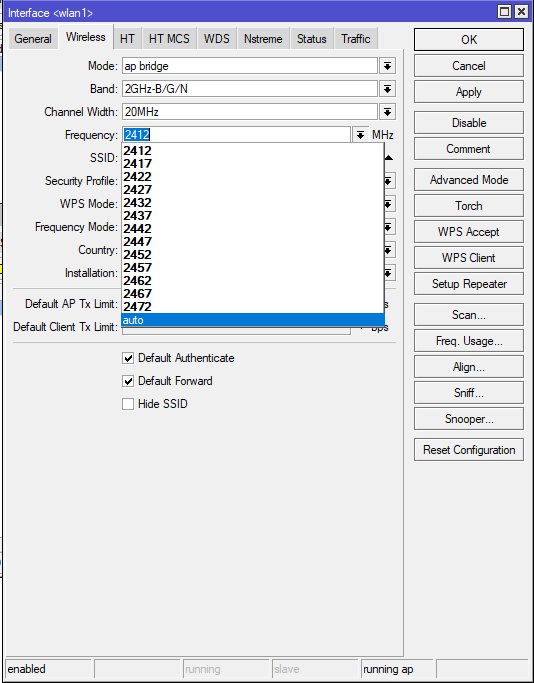 Interface <wlan1>
General Wireless HT HT MCS WDS Nstreme Status Traffic
Mode: ap bridge
Band: 2GHz-B/G/N
Channel Width: 20MHz
Frequency: 2412 MHz
2412
2417
2422
2427
2432
2437
2442
2447
2452
2457
2462
2467
2472
auto
SSID:
Security Profile:
WPS Mode:
Frequency Mode:
Country:
Installation:
Default AP Tx Limit:
Default Client Tx Limit: bps
Default Authenticate
Default Forward
Hide SSID
OK
Cancel
Apply
Disable
Comment
Advanced Mode
Torch
WPS Accept
WPS Client
Setup Repeater
Scan...
Freq. Usage...
Align...
Sniff...
Snooper...
Reset Configuration
enabled running slave running ap